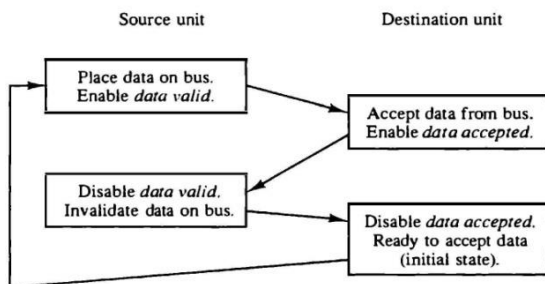 Source unit
Destination unit
Place data on bus.
Enable data valid.
Accept data from bus.
Enable data accepted.
Disable data valid.
Invalidate data on bus.
Disable data accepted.
Ready to accept data
(initial state).